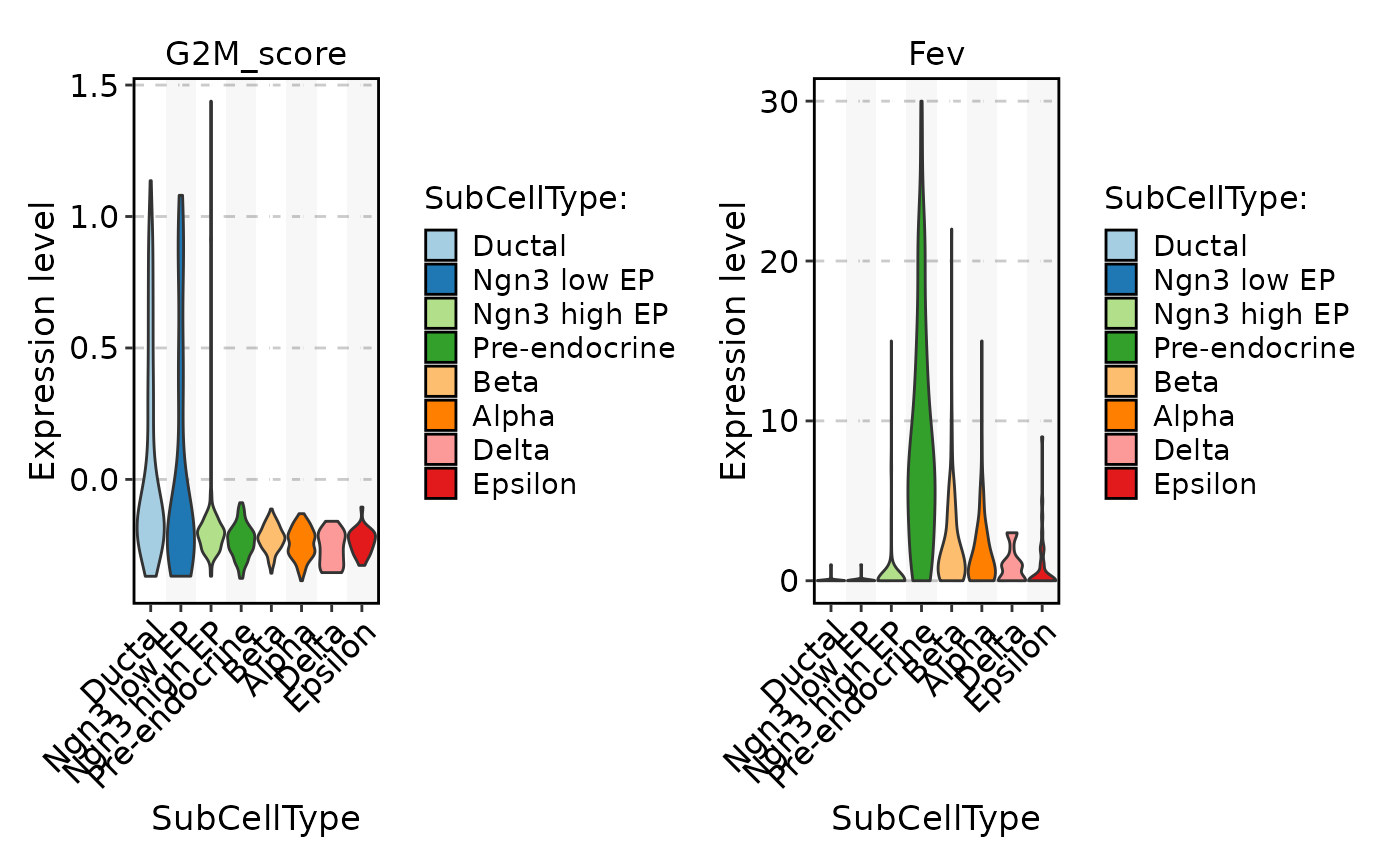 G2M_score
1.5
1.0
0.5
0.0
Expression level
Ductal
Ngn3 low EP
Ngn3 high EP
Pre-endocrine
Beta
Alpha
Delta
Epsilon
SubCellType
SubCellType:
Ductal
Ngn3 low EP
Ngn3 high EP
Pre-endocrine
Beta
Alpha
Delta
Epsilon
Fev
30
20
10
0
Expression level
Ductal
Ngn3 low EP
Ngn3 high EP
Pre-endocrine
Beta
Alpha
Delta
Epsilon
SubCellType
SubCellType:
Ductal
Ngn3 low EP
Ngn3 high EP
Pre-endocrine
Beta
Alpha
Delta
Epsilon